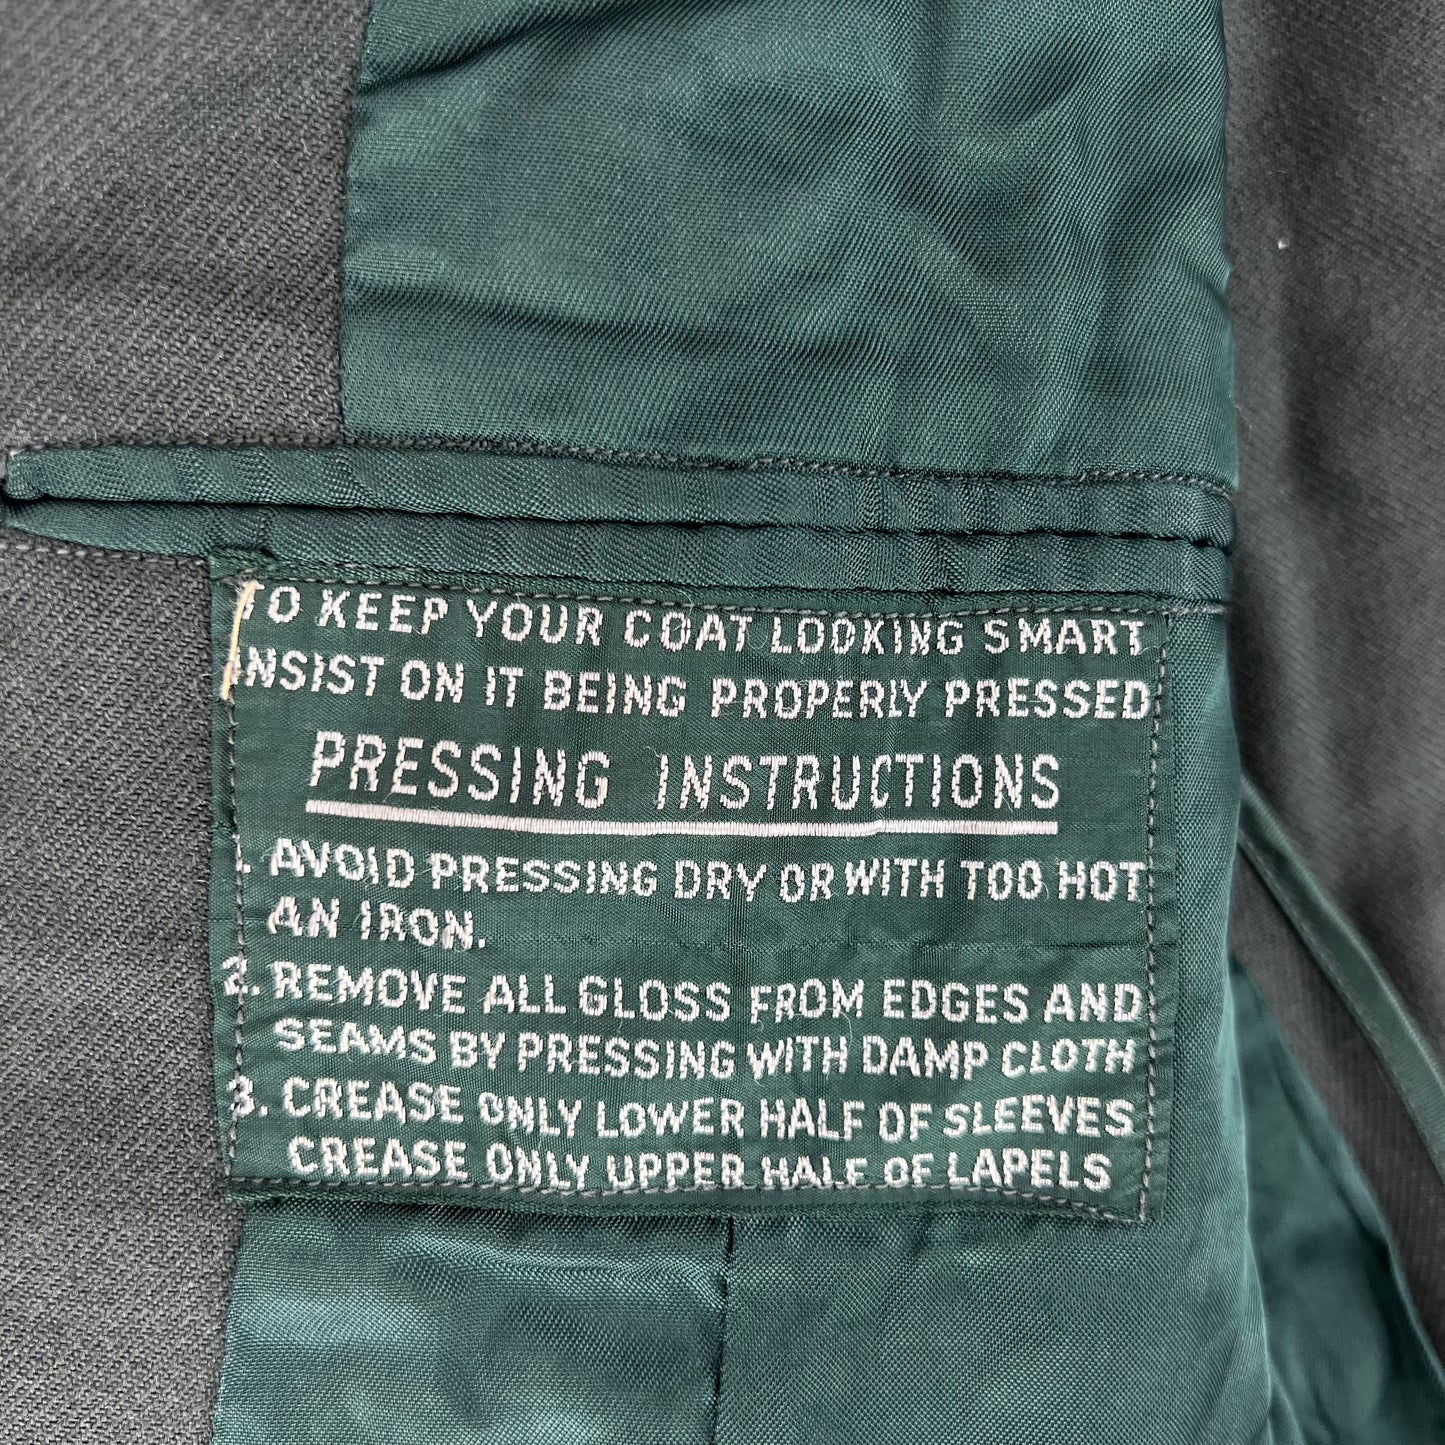 TO KEEP YOUR COAT LOOKING SMART
INSIST ON IT BEING PROPERLY PRESSED
PRESSING INSTRUCTIONS
1. AVOID PRESSING DRY OR WITH TOO HOT
AN IRON.
2. REMOVE ALL GLOSS FROM EDGES AND
SEAMS BY PRESSING WITH DAMP CLOTH
3. CREASE ONLY LOWER HALF OF SLEEVES
CREASE ONLY UPPER HALF OF LAPELS